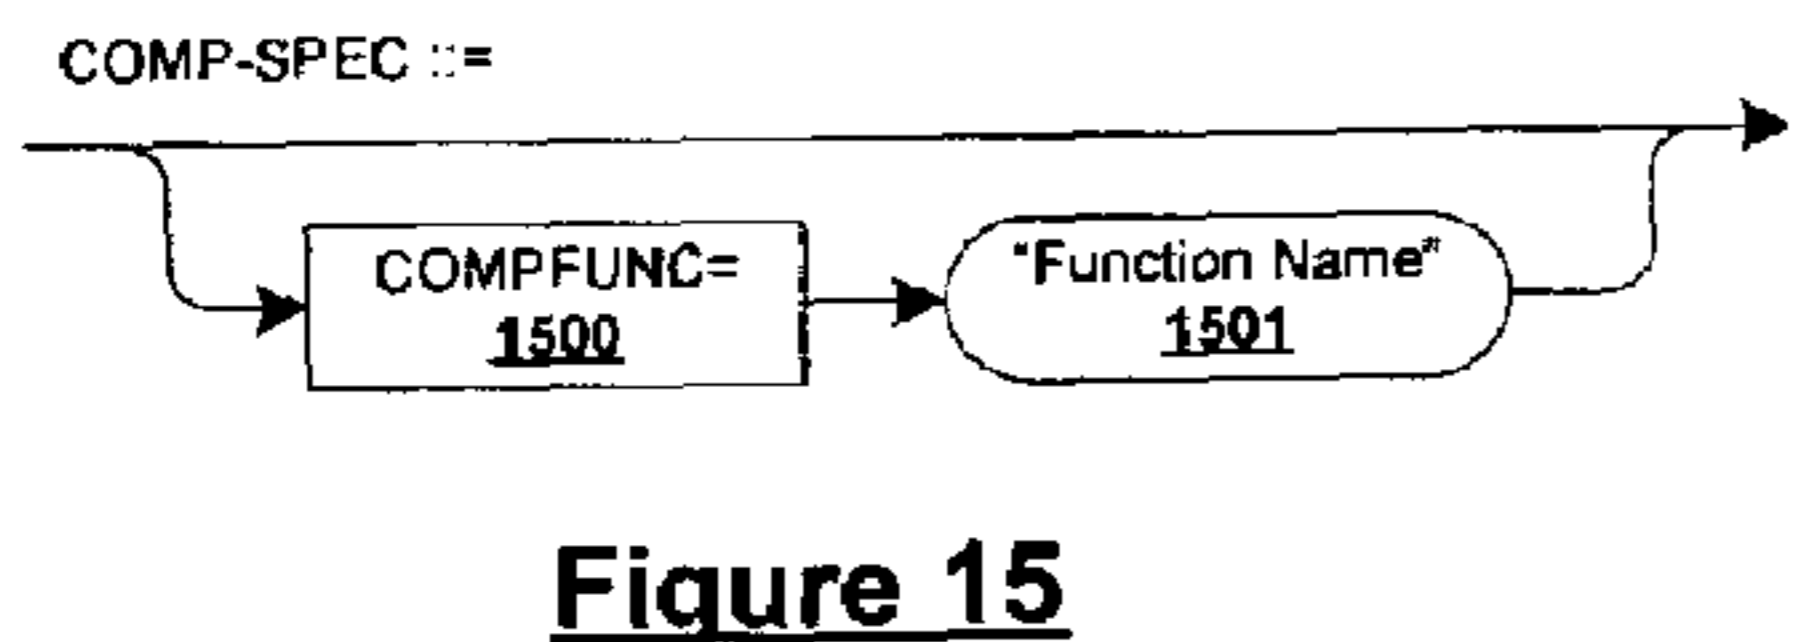 COMP-SPEC ::=
COMPFUNC=
1500
"Function Name"
1501
Figure 15